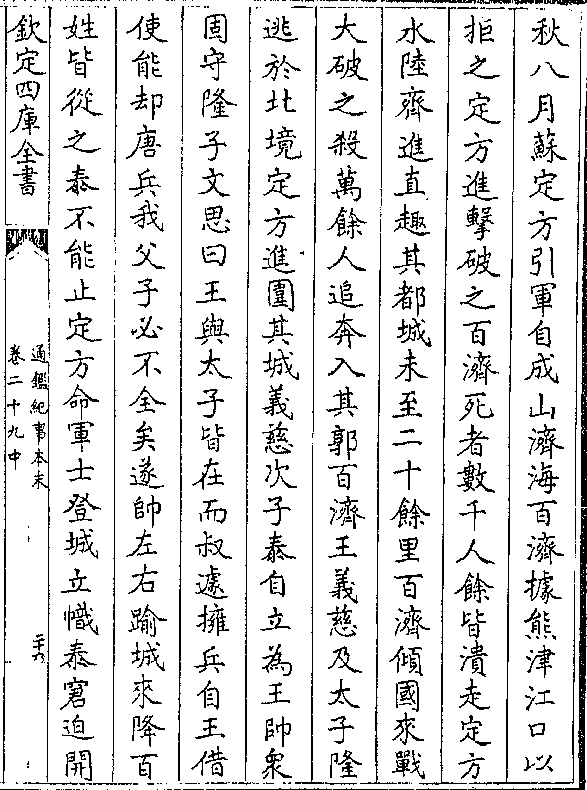 秋八月蘇定方引軍自成山濟海百濟據熊津江口以
拒之定方進擊破之百濟死者數千人餘皆潰走定方
水陸齊進直趣其都城未至二十餘里百濟傾國來戰
大破之殺萬餘人追奔入其郭百濟王義慈及太子隆
逃於北境定方進圍其城義慈次子泰自立為王帥衆
固守隆子文思曰王與太子皆在而叔遽擁兵自王借
使能却唐兵我父子必不全矣遂帥左右踰城來降百
姓皆從之泰不能止定方命軍士登城立幟泰窘迫開
欽定四庫全書
通鑑紀事本末
卷二十九中
二十六